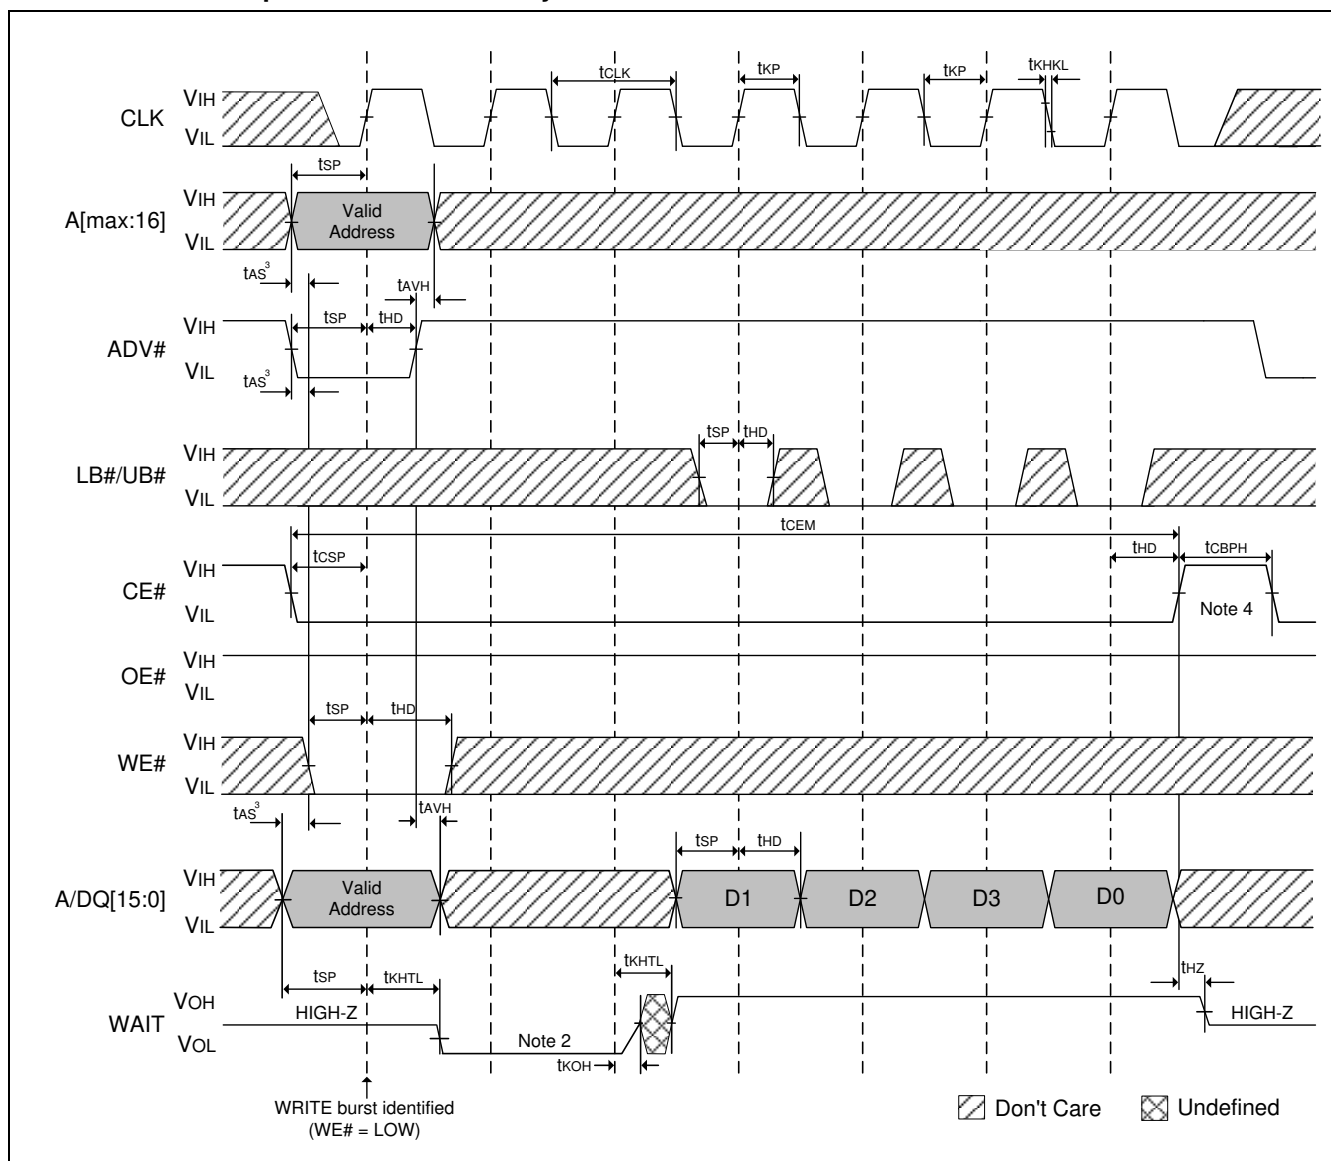 tCLK tKP tKP tKHKL
VIH
CLK
VIL
tSP
VIH
A[max:16]
Valid Address
VIL
tAS3 tAVH
VIH
tSP tHD
ADV#
VIL
tAS3
tSP tHD
VIH
LB#/UB#
VIL
tCEM
tCSP tHD tCBPH
VIH
CE#
VIL
Note 4
VIH
OE#
VIL
tSP tHD
VIH
WE#
VIL
tAS3 tAVH
tSP tHD
VIH
A/DQ[15:0]
Valid Address
D1 D2 D3 D0
VIL
tSP tKHTL tKHTL tHZ
VOH
HIGH-Z HIGH-Z
WAIT
VOL
Note 2
tKOH
WRITE burst identified
(WE# = LOW)
Don't Care Undefined